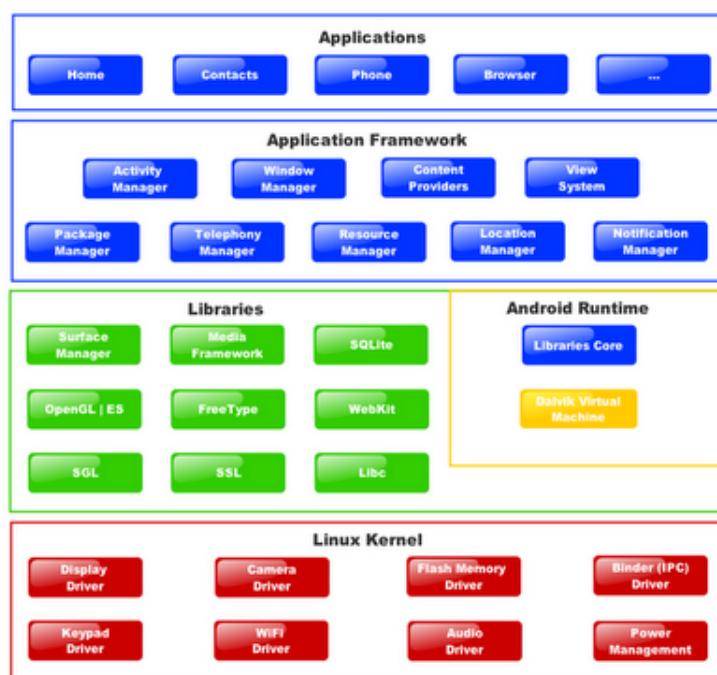 Applications
Home
Contacts
Phone
Browser
...
Application Framework
Activity
Manager
Window
Manager
Content
Providers
View
System
Package
Manager
Telephony
Manager
Resource
Manager
Location
Manager
Notification
Manager
Libraries
Surface
Manager
Media
Framework
SQLite
OpenGL | ES
FreeType
WebKit
SGL
SSL
Libc
Android Runtime
Libraries Core
Dalvik Virtual
Machine
Linux Kernel
Display
Driver
Camera
Driver
Flash Memory
Driver
Binder (IPC)
Driver
Keypad
Driver
WiFi
Driver
Audio
Driver
Power
Management